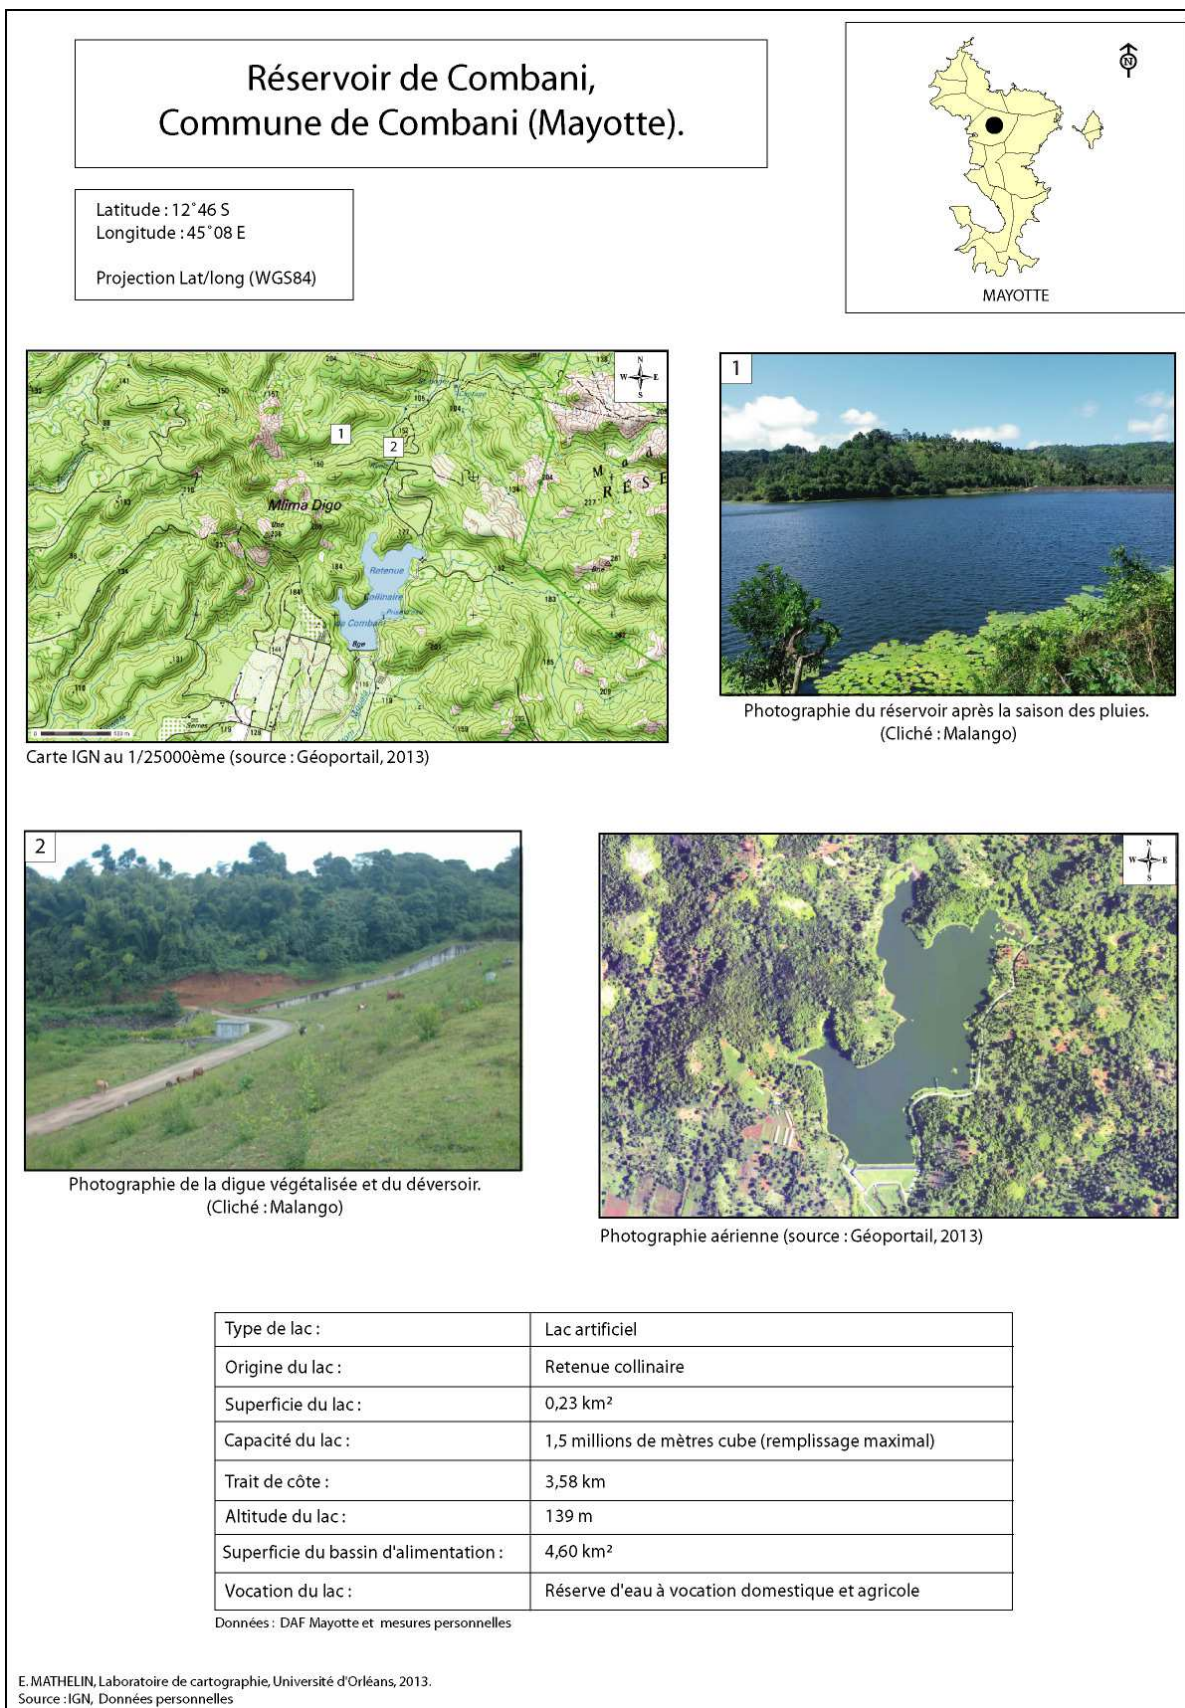 Réservoir de Combani,
Commune de Combani (Mayotte).
Latitude : 12°46 S
Longitude : 45°08 E
Projection Lat/long (WGS84)
N
MAYOTTE
N
W E
S
1
2
Mlima Digo
Retenue
Collinaire
de Combani
Bge
Serres
RÉSE
Carte IGN au 1/25000ème (source : Géoportail, 2013)
1
Photographie du réservoir après la saison des pluies.
(Cliché : Malango)
2
Photographie de la digue végétalisée et du déversoir.
(Cliché : Malango)
N
W E
S
Photographie aérienne (source : Géoportail, 2013)
Type de lac : Lac artificiel
Origine du lac : Retenue collinaire
Superficie du lac : 0,23 km²
Capacité du lac : 1,5 millions de mètres cube (remplissage maximal)
Trait de côte : 3,58 km
Altitude du lac : 139 m
Superficie du bassin d'alimentation : 4,60 km²
Vocation du lac : Réserve d'eau à vocation domestique et agricole
Données : DAF Mayotte et mesures personnelles
E. MATHELIN, Laboratoire de cartographie, Université d'Orléans, 2013.
Source : IGN, Données personnelles